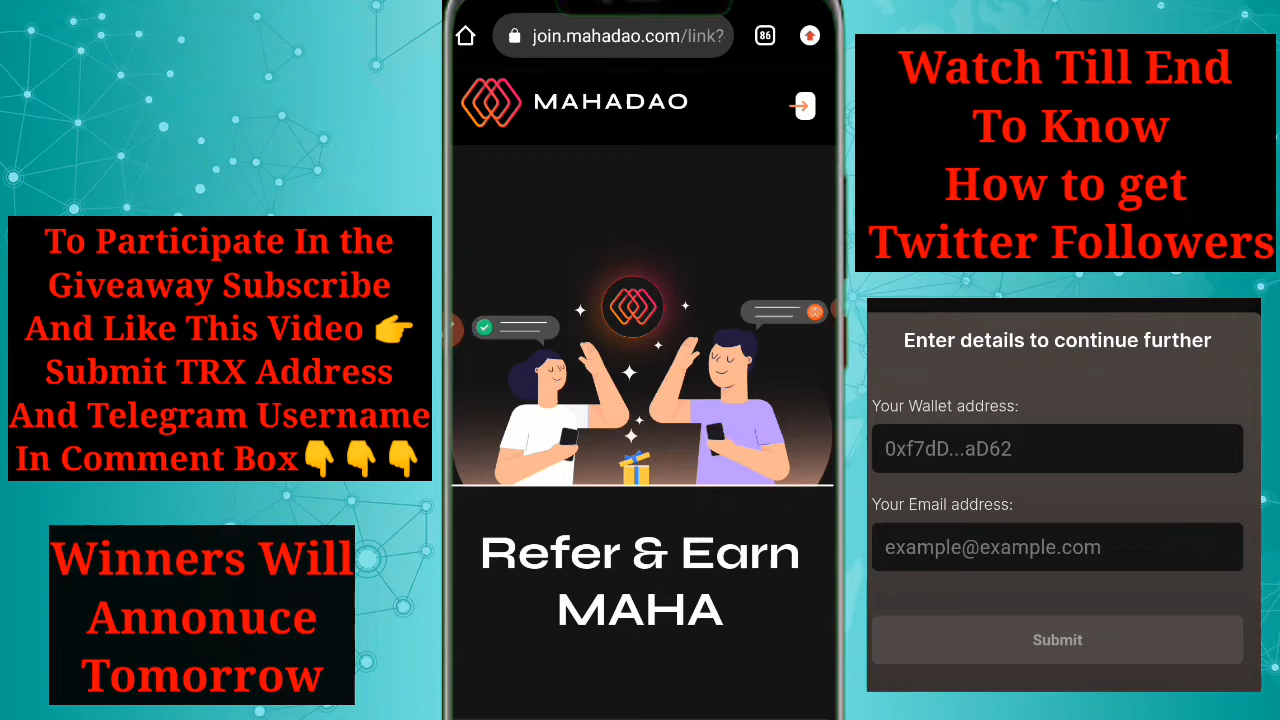 To Participate In the
Giveaway Subscribe
And Like This Video 👉
Submit TRX Address
And Telegram Username
In Comment Box👇👇👇
Winners Will
Annonuce
Tomorrow
join.mahadao.com/link?
86
MAHADAO
Refer & Earn
MAHA
Watch Till End
To Know
How to get
Twitter Followers
Enter details to continue further
Your Wallet address:
0xf7dD...aD62
Your Email address:
example@example.com
Submit